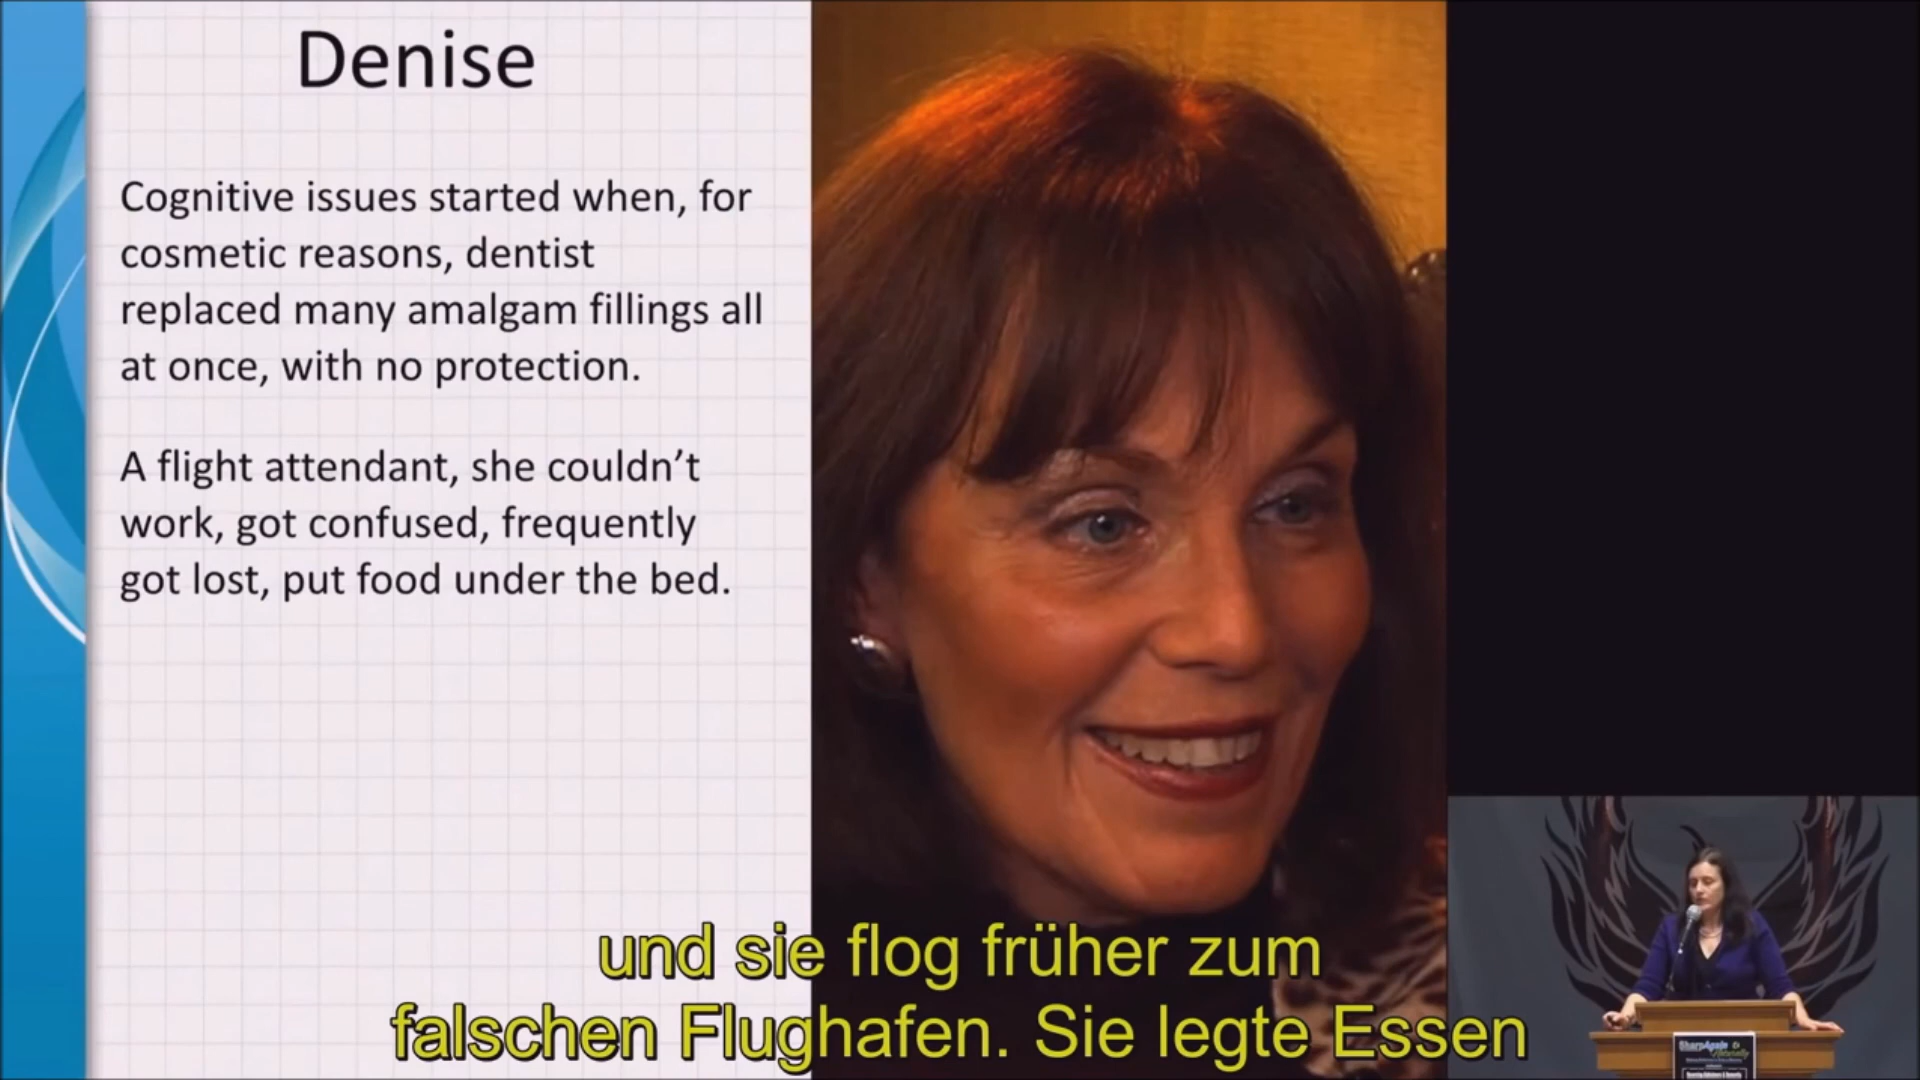 Denise
Cognitive issues started when, for
cosmetic reasons, dentist
replaced many amalgam fillings all
at once, with no protection.
A flight attendant, she couldn't
work, got confused, frequently
got lost, put food under the bed.
und sie flog früher zum
falschen Flughafen. Sie legte Essen
SharpAgain
Naturally